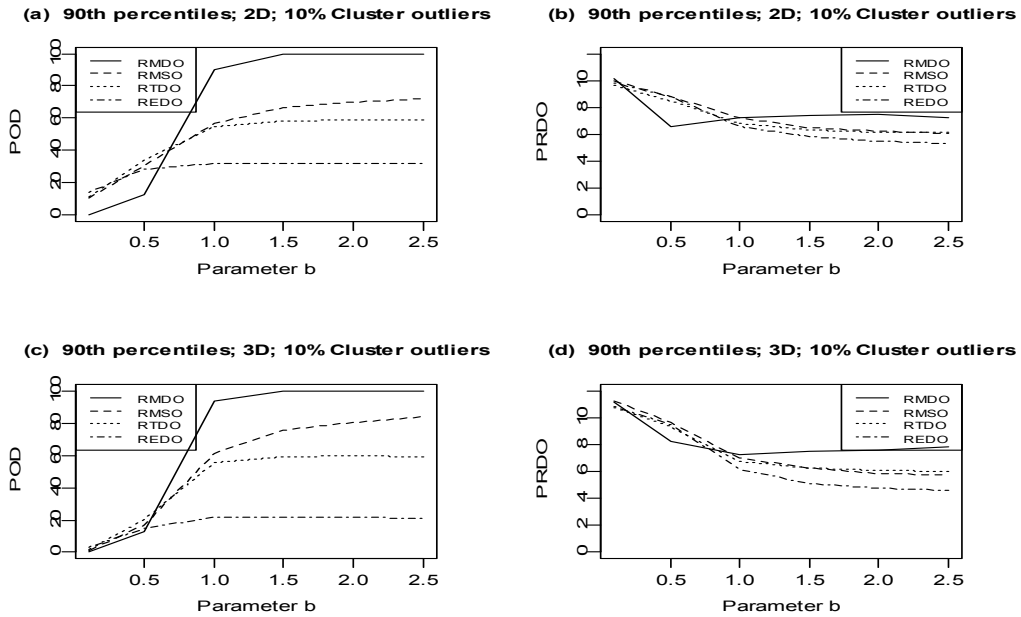 (a) 90th percentiles; 2D; 10% Cluster outliers
POD
0 20 40 60 80 100
RMDO
RMSO
RTDO
REDO
0.5 1.0 1.5 2.0 2.5
Parameter b
(b) 90th percentiles; 2D; 10% Cluster outliers
PRDO
0 2 4 6 8 10
RMDO
RMSO
RTDO
REDO
0.5 1.0 1.5 2.0 2.5
Parameter b
(c) 90th percentiles; 3D; 10% Cluster outliers
POD
0 20 40 60 80 100
RMDO
RMSO
RTDO
REDO
0.5 1.0 1.5 2.0 2.5
Parameter b
(d) 90th percentiles; 3D; 10% Cluster outliers
PRDO
0 2 4 6 8 10
RMDO
RMSO
RTDO
REDO
0.5 1.0 1.5 2.0 2.5
Parameter b